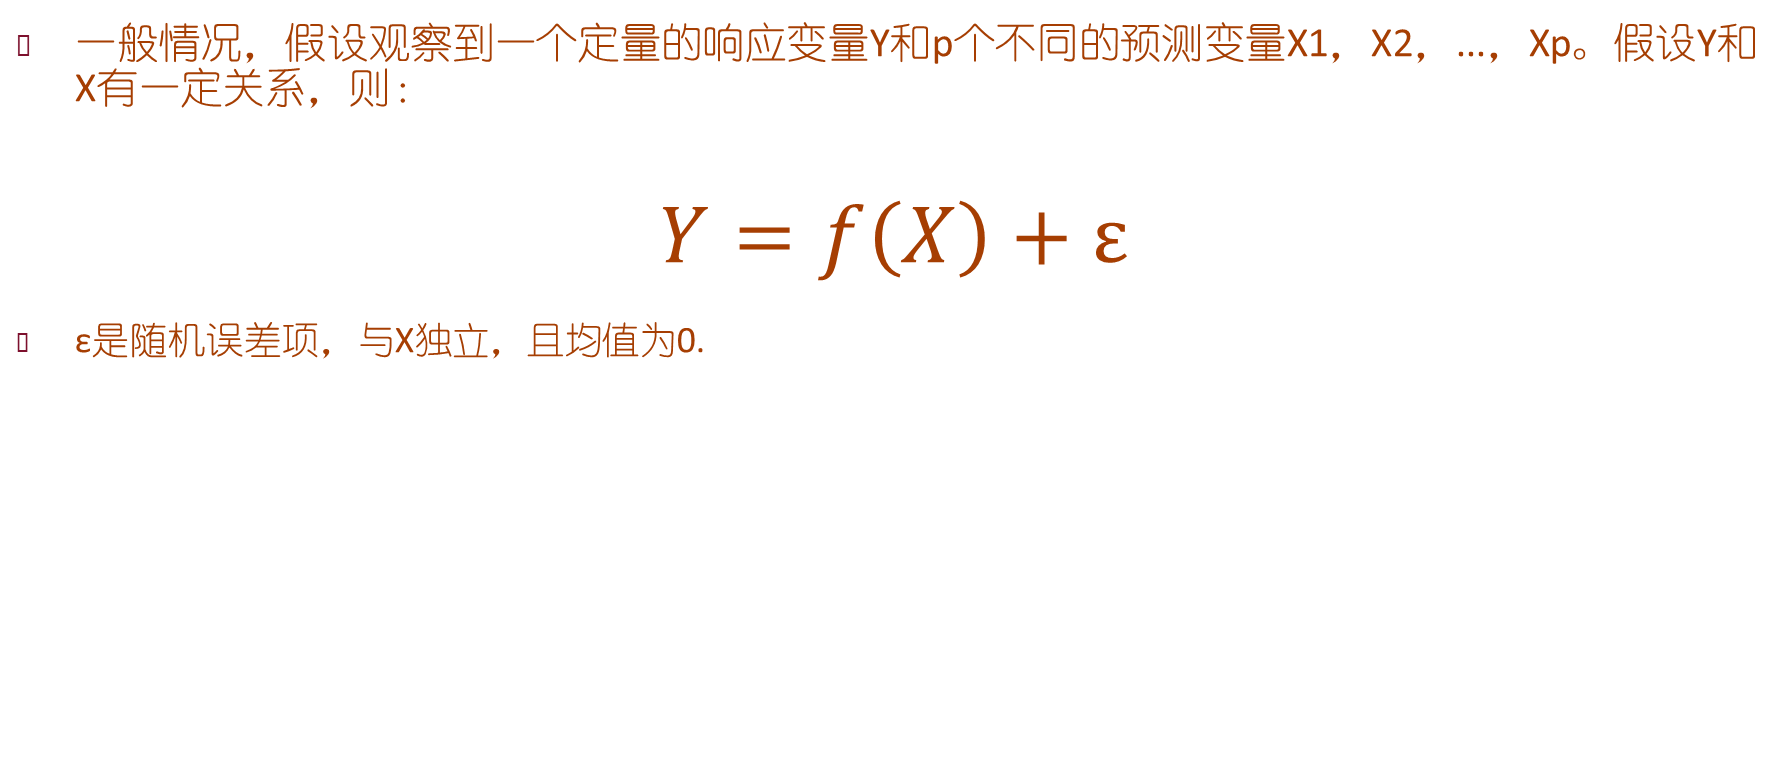 一般情况，假设观察到一个定量的响应变量Y和p个不同的预测变量X1，X2，...，Xp。假设Y和
X有一定关系，则：
Y = f(X) + ε
ε是随机误差项，与X独立，且均值为0.